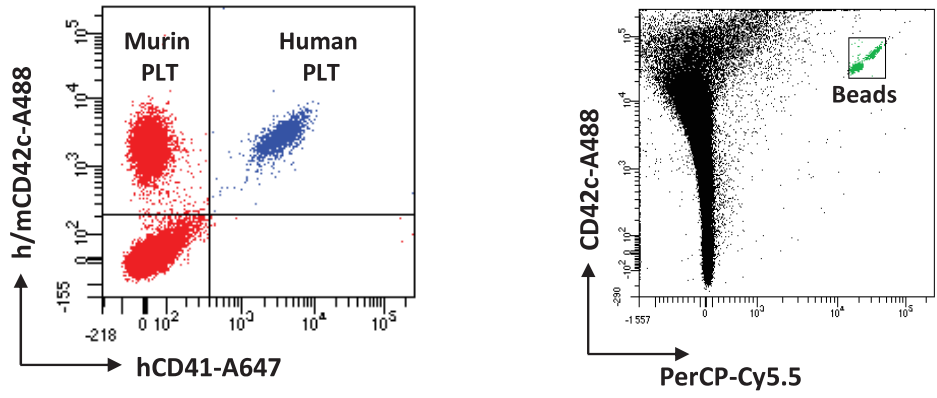 Murin
PLT
Human
PLT
h/mCD42c-A488
10^5
10^4
10^3
10^2
0
-155
-218
0 10^2
10^3
10^4
10^5
hCD41-A647
Beads
CD42c-A488
10^5
10^4
10^3
10^2
0
-10^2
-290
-1557
0
10^3
10^4
10^5
PerCP-Cy5.5